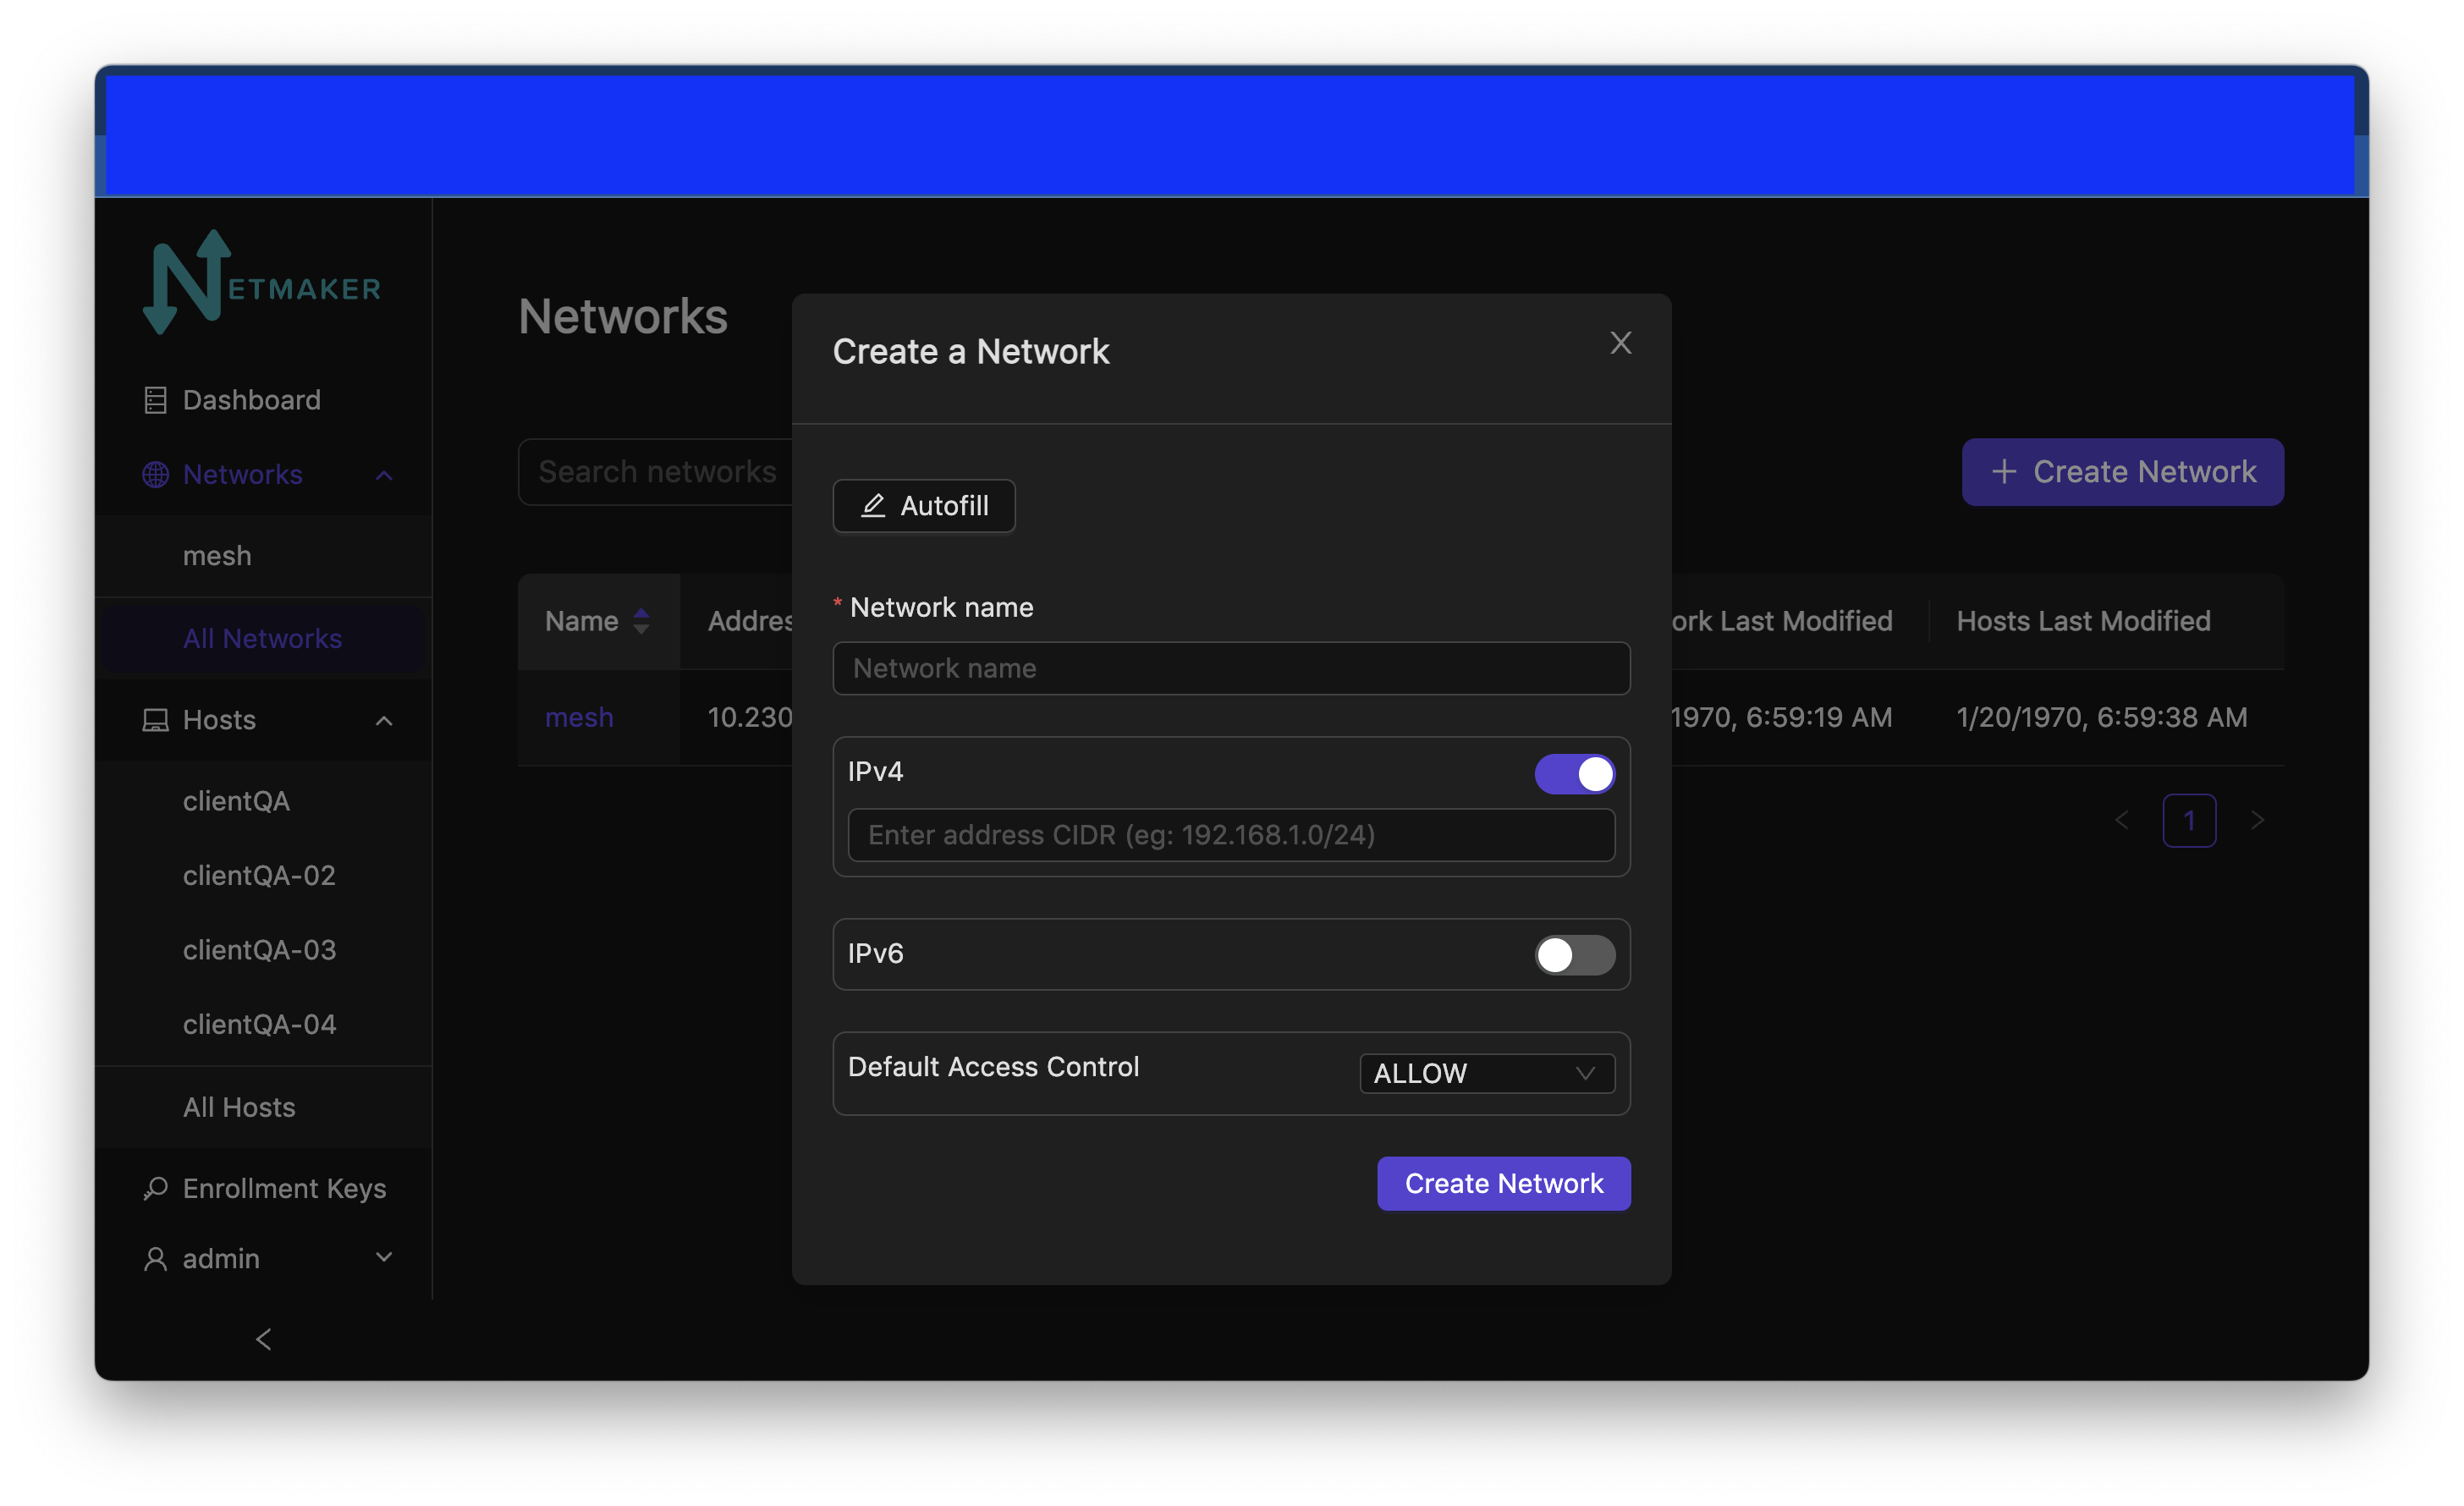 NETMAKER
Dashboard
Networks
mesh
All Networks
Hosts
clientQA
clientQA-02
clientQA-03
clientQA-04
All Hosts
Enrollment Keys
admin
Networks
Search networks
+ Create Network
Name
Addres
ork Last Modified
Hosts Last Modified
mesh
10.230
1970, 6:59:19 AM
1/20/1970, 6:59:38 AM
1
Create a Network
X
Autofill
* Network name
Network name
IPv4
Enter address CIDR (eg: 192.168.1.0/24)
IPv6
Default Access Control
ALLOW
Create Network